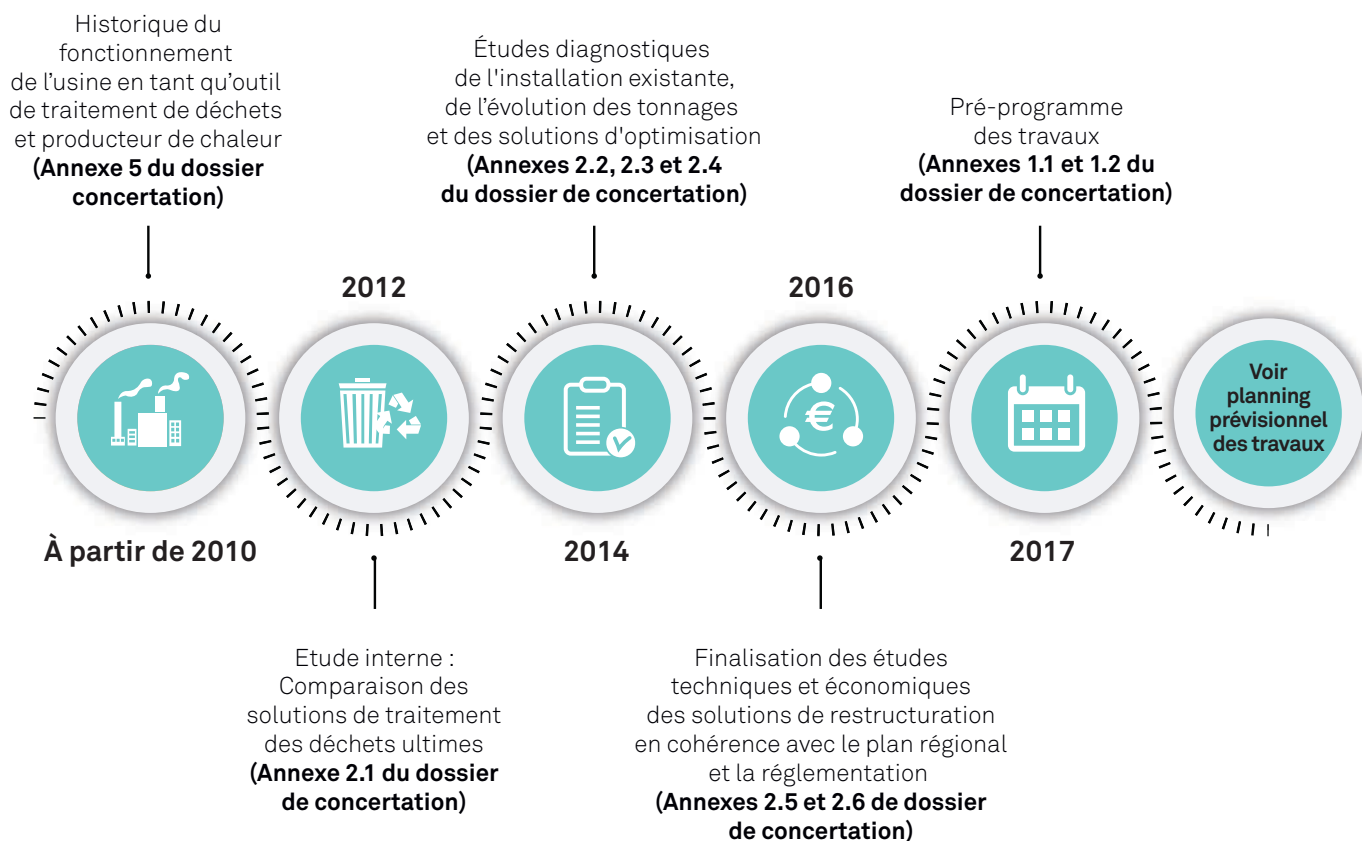 Historique du
fonctionnement
de l’usine en tant qu’outil
de traitement de déchets
et producteur de chaleur
(Annexe 5 du dossier
concertation)
À partir de 2010
2012
Etude interne :
Comparaison des
solutions de traitement
des déchets ultimes
(Annexe 2.1 du dossier
de concertation)
Études diagnostiques
de l'installation existante,
de l’évolution des tonnages
et des solutions d'optimisation
(Annexes 2.2, 2.3 et 2.4
du dossier de concertation)
2014
2016
€
Finalisation des études
techniques et économiques
des solutions de restructuration
en cohérence avec le plan régional
et la réglementation
(Annexes 2.5 et 2.6 de dossier
de concertation)
Pré-programme
des travaux
(Annexes 1.1 et 1.2 du
dossier de concertation)
2017
Voir
planning
prévisionnel
des travaux